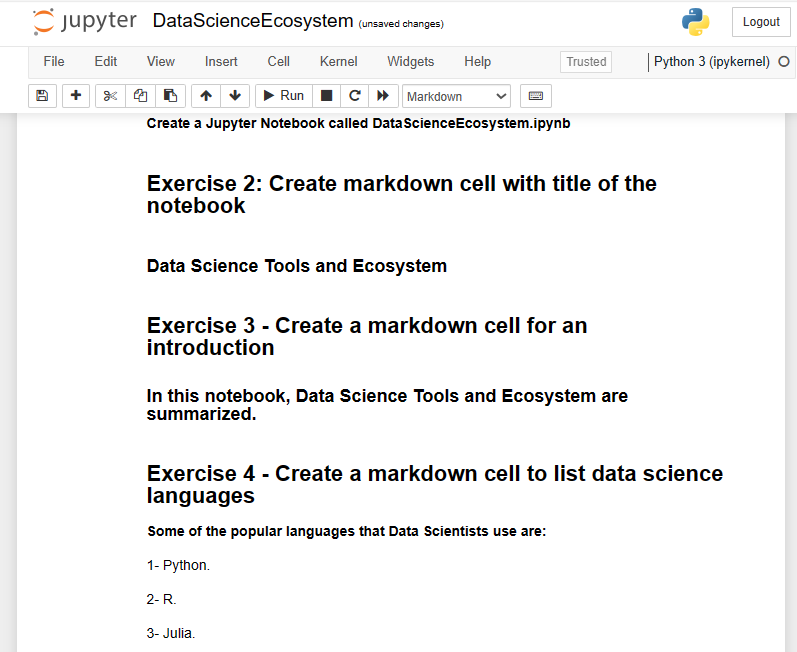 jupyter DataScienceEcosystem (unsaved changes) Logout
File Edit View Insert Cell Kernel Widgets Help Trusted Python 3 (ipykernel)
Run Markdown
Create a Jupyter Notebook called DataScienceEcosystem.ipynb
Exercise 2: Create markdown cell with title of the
notebook
Data Science Tools and Ecosystem
Exercise 3 - Create a markdown cell for an
introduction
In this notebook, Data Science Tools and Ecosystem are
summarized.
Exercise 4 - Create a markdown cell to list data science
languages
Some of the popular languages that Data Scientists use are:
1- Python.
2- R.
3- Julia.